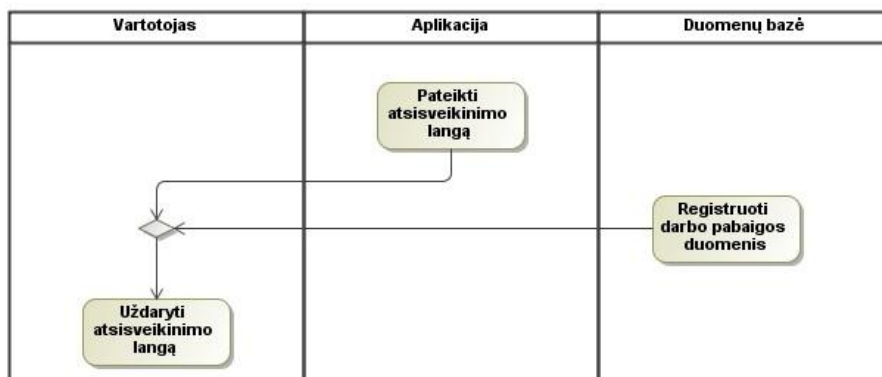 Vartotojas
Aplikacija
Duomenų bazė
Pateikti
atsisveikinimo
langą
Registruoti
darbo pabaigos
duomenis
Uždaryti
atsisveikinimo
langą